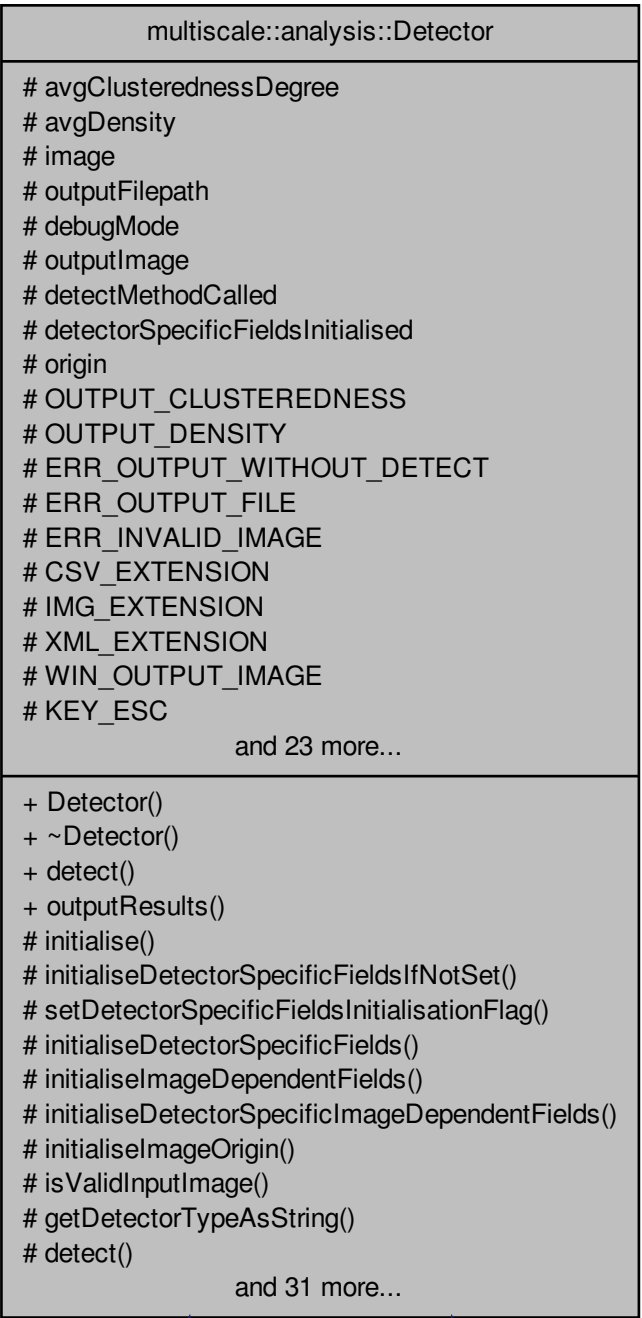 multiscale::analysis::Detector
# avgClusterednessDegree
# avgDensity
# image
# outputFilepath
# debugMode
# outputImage
# detectMethodCalled
# detectorSpecificFieldsInitialised
# origin
# OUTPUT_CLUSTEREDNESS
# OUTPUT_DENSITY
# ERR_OUTPUT_WITHOUT_DETECT
# ERR_OUTPUT_FILE
# ERR_INVALID_IMAGE
# CSV_EXTENSION
# IMG_EXTENSION
# XML_EXTENSION
# WIN_OUTPUT_IMAGE
# KEY_ESC
and 23 more...
+ Detector()
+ ~Detector()
+ detect()
+ outputResults()
# initialise()
# initialiseDetectorSpecificFieldsIfNotSet()
# setDetectorSpecificFieldsInitialisationFlag()
# initialiseDetectorSpecificFields()
# initialiseImageDependentFields()
# initialiseDetectorSpecificImageDependentFields()
# initialiseImageOrigin()
# isValidInputImage()
# getDetectorTypeAsString()
# detect()
and 31 more...